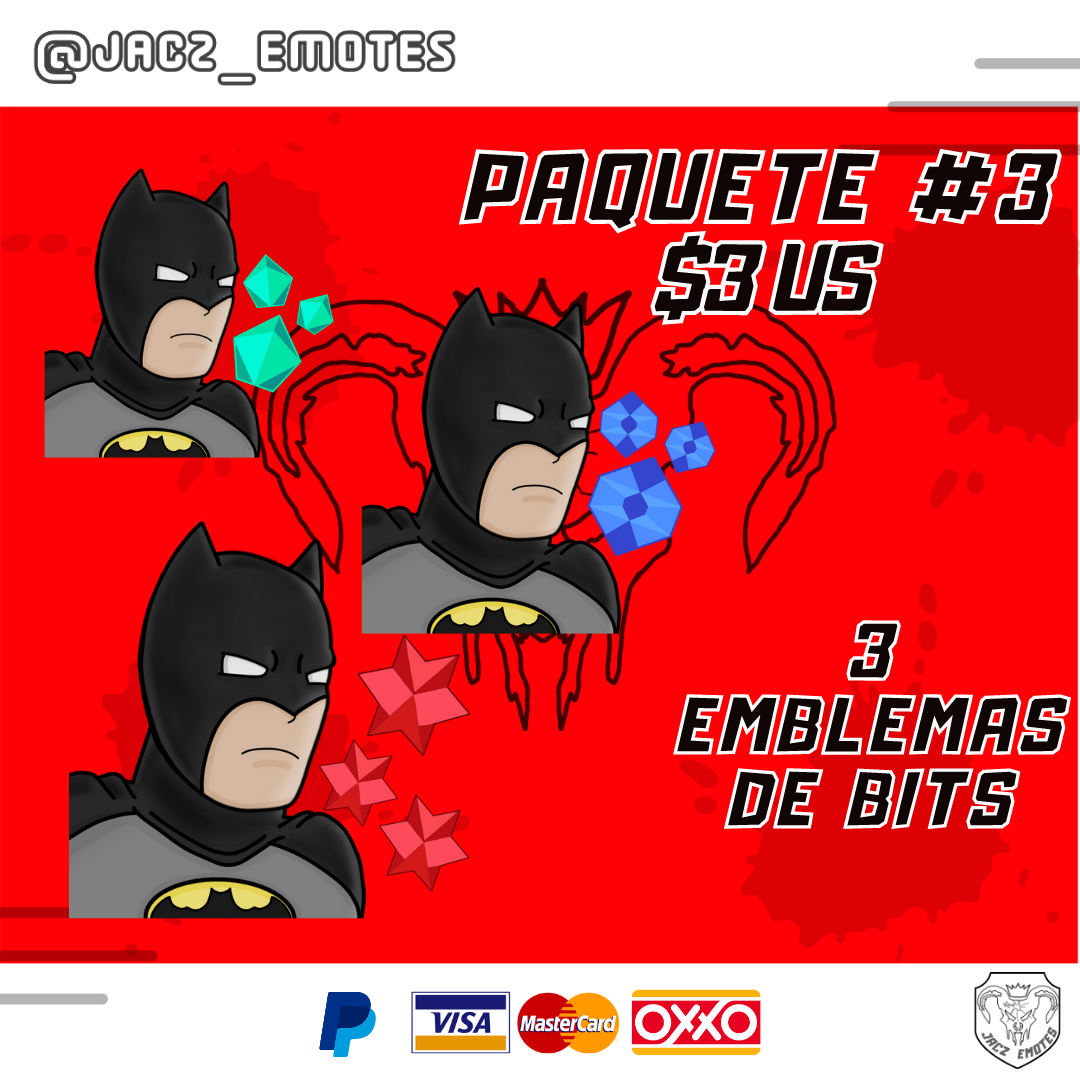 @JACZ_EMOTES
PAQUETE #3
$3 US
3
EMBLEMAS
DE BITS
VISA
MasterCard
OXXO
JACZ EMOTES